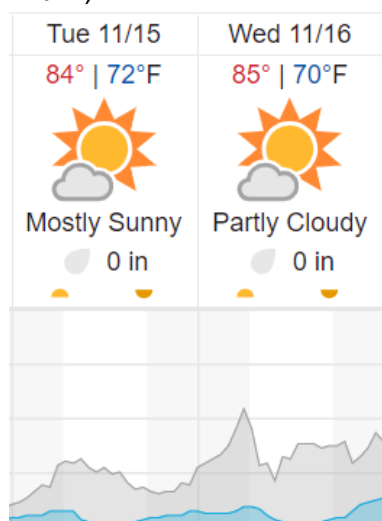 Tue 11/15 Wed 11/16
84° | 72°F 85° | 70°F
Mostly Sunny Partly Cloudy
0 in 0 in